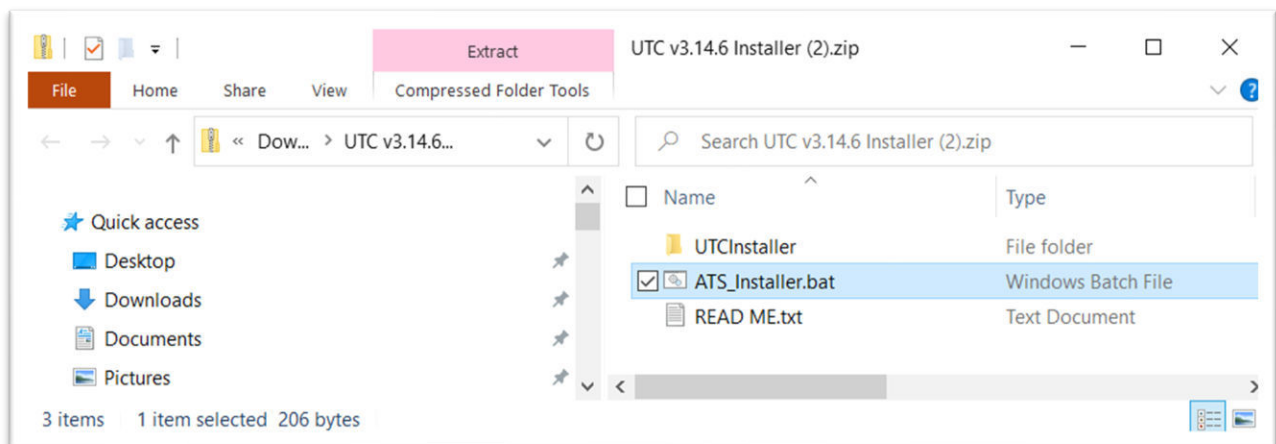 Extract
UTC v3.14.6 Installer (2).zip
File Home Share View Compressed Folder Tools
« Dow... > UTC v3.14.6...
Search UTC v3.14.6 Installer (2).zip
Name Type
Quick access
UTCInstaller File folder
Desktop
ATS_Installer.bat Windows Batch File
Downloads
READ ME.txt Text Document
Documents
Pictures
3 items 1 item selected 206 bytes